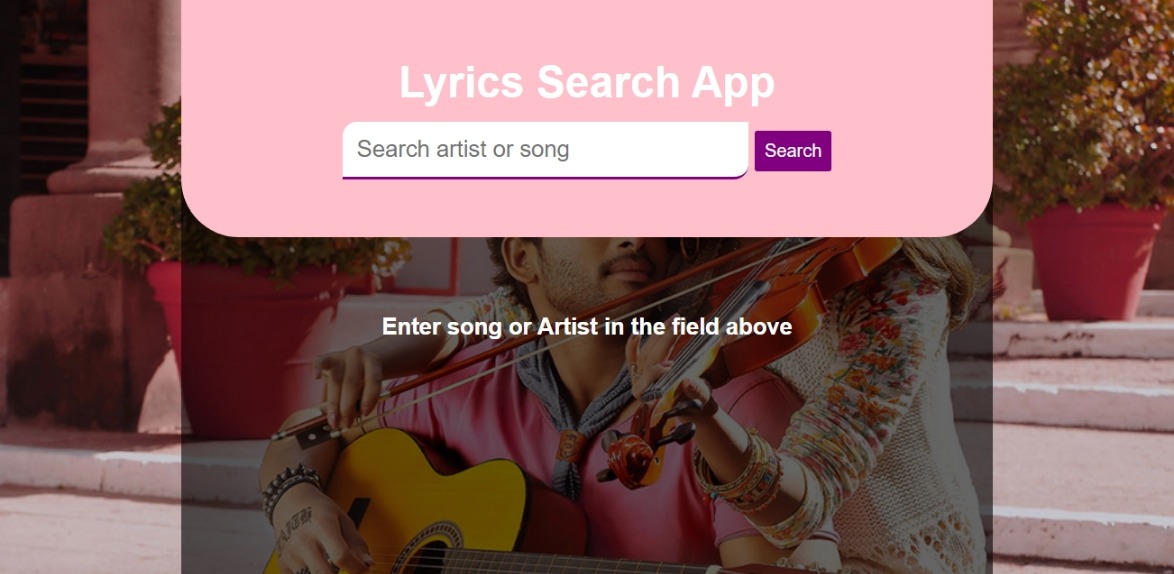 Lyrics Search App
Search artist or song
Search
Enter song or Artist in the field above